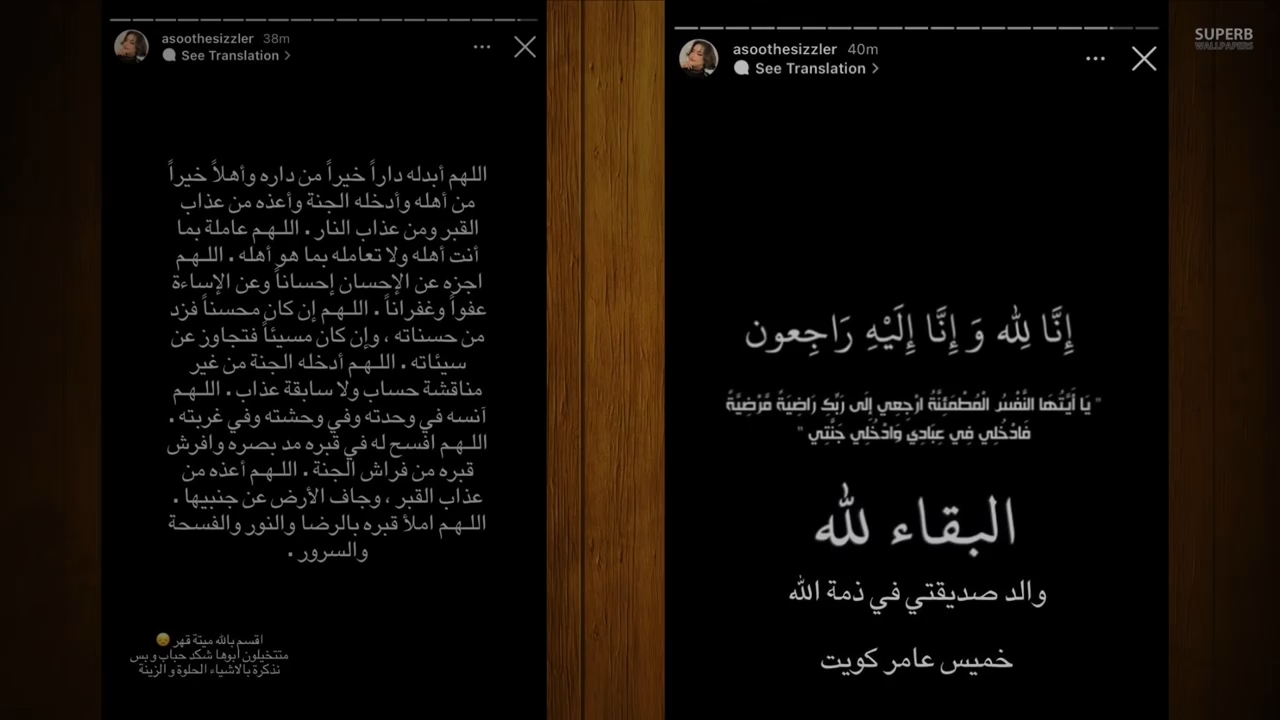 asoothesizzler 38m
See Translation >
اللهم أبدله داراً خيراً من داره وأهلاً خيراً
من أهله وأدخله الجنة وأعذه من عذاب
القبر ومن عذاب النار . اللهم عاملة بما
أنت أهله ولا تعامله بما هو أهله . اللهم
اجزه عن الإحسان إحساناً وعن الإساءة
عفواً وغفراناً . اللهم إن كان محسناً فزد
من حسناته ، وإن كان مسيئاً فتجاوز عن
سيئاته . اللهم أدخله الجنة من غير
مناقشة حساب ولا سابقة عذاب . اللهم
آنسه في وحدته وفي وحشته وفي غربته .
اللهم افسح له في قبره مد بصره وافرش
قبره من فراش الجنة . اللهم أعذه من
عذاب القبر ، وجاف الأرض عن جنبيها .
اللهم املأ قبره بالرضا والنور والفسحة
والسرور .
اقسم بالله ميتة قهر 😞
متتخيلون أبوها شكد حباب و بس
نذكرة بالاشياء الحلوة و الزينة
asoothesizzler 40m
See Translation >
إِنَّا لِلّٰه وَ إِنَّا إِلَيْهِ رَاجِعون
" يَا أَيَّتُهَا النَّفْسُ الْمُطْمَئِنَّةُ ارْجِعِي إِلَى رَبِّكِ رَاضِيَةً مَّرْضِيَّةً
فَادْخُلِي فِي عِبَادِي وَادْخُلِي جَنَّتِي "
البقاء لله
والد صديقتي في ذمة الله
خميس عامر كويت
SUPERB
WALLPAPERS